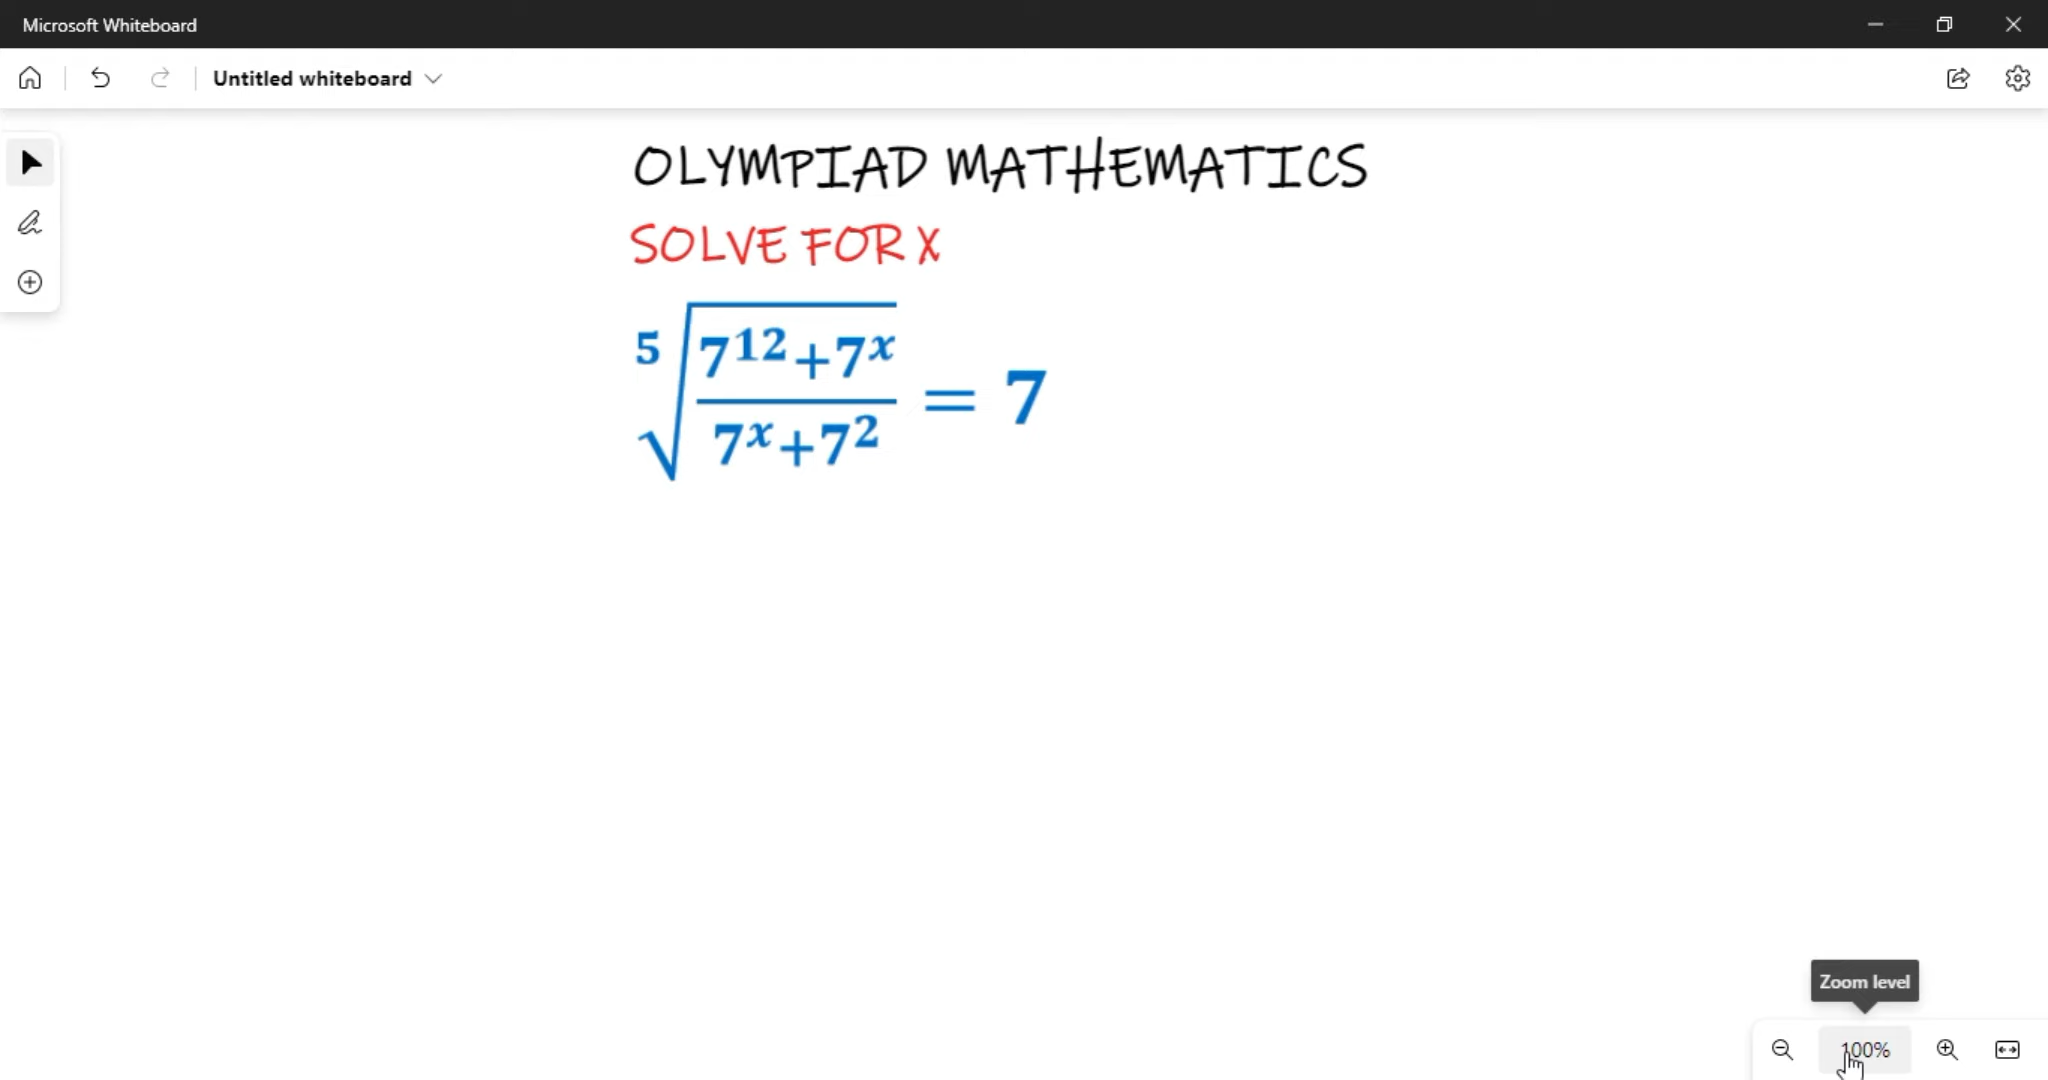 Microsoft Whiteboard
Untitled whiteboard
OLYMPIAD MATHEMATICS
SOLVE FOR X
⁵√((7¹²+7ˣ)/(7ˣ+7²)) = 7
Zoom level
100%